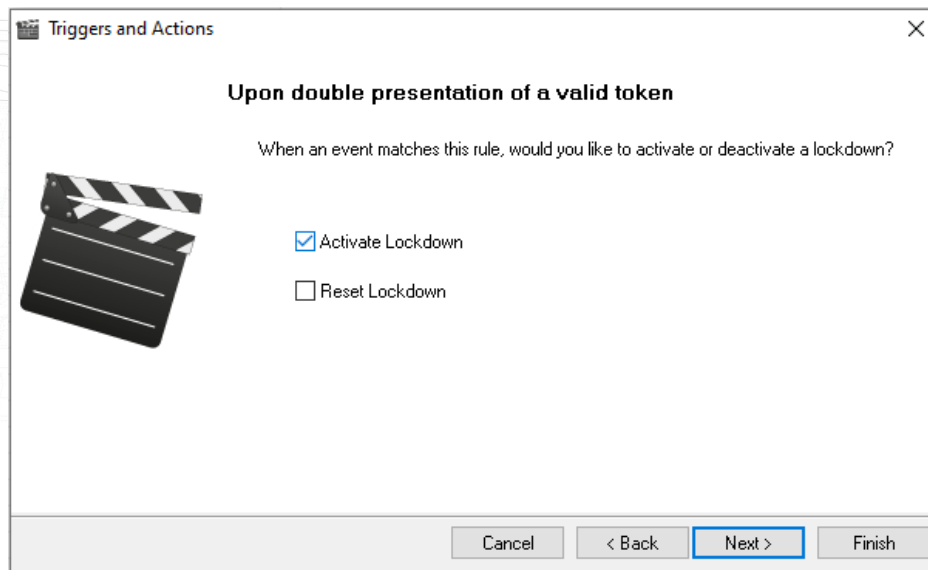 Triggers and Actions
Upon double presentation of a valid token
When an event matches this rule, would you like to activate or deactivate a lockdown?
Activate Lockdown
Reset Lockdown
Cancel
< Back
Next >
Finish